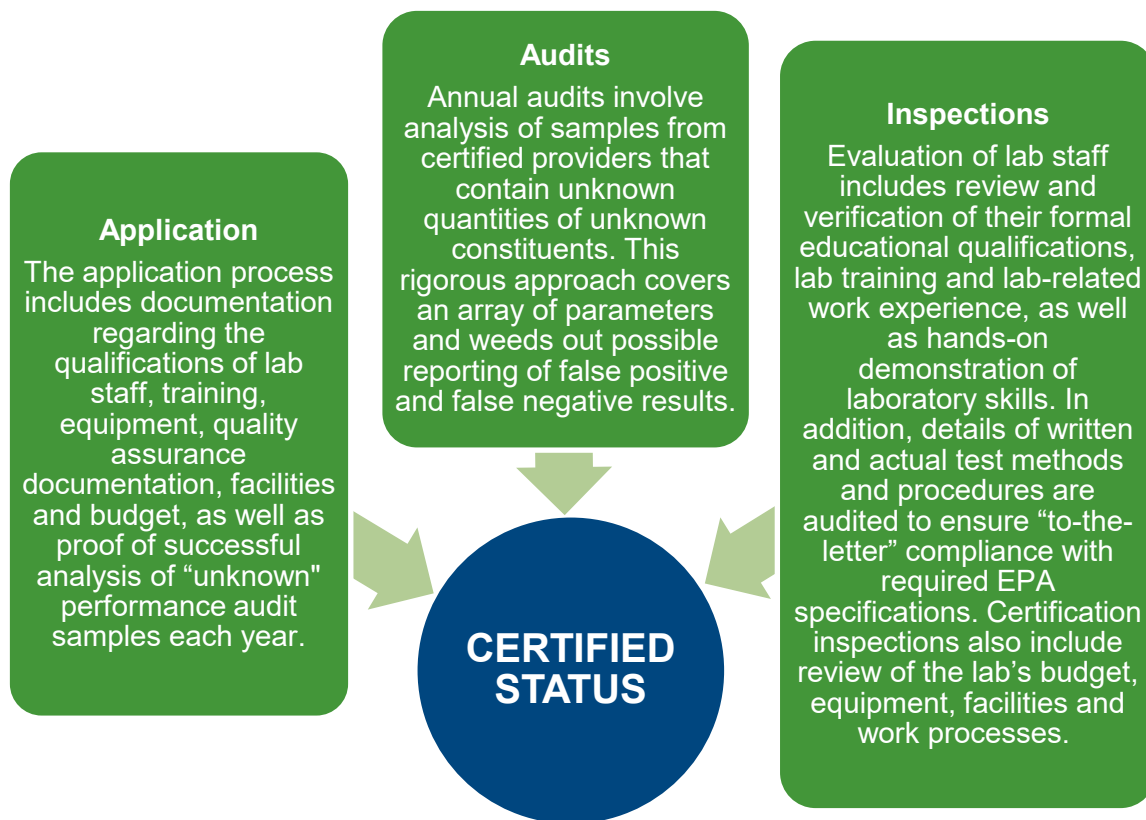 Application
The application process
includes documentation
regarding the
qualifications of lab
staff, training,
equipment, quality
assurance
documentation, facilities
and budget, as well as
proof of successful
analysis of “unknown"
performance audit
samples each year.
Audits
Annual audits involve
analysis of samples from
certified providers that
contain unknown
quantities of unknown
constituents. This
rigorous approach covers
an array of parameters
and weeds out possible
reporting of false positive
and false negative results.
Inspections
Evaluation of lab staff
includes review and
verification of their formal
educational qualifications,
lab training and lab-related
work experience, as well
as hands-on
demonstration of
laboratory skills. In
addition, details of written
and actual test methods
and procedures are
audited to ensure “to-the-
letter” compliance with
required EPA
specifications. Certification
inspections also include
review of the lab’s budget,
equipment, facilities and
work processes.
CERTIFIED
STATUS